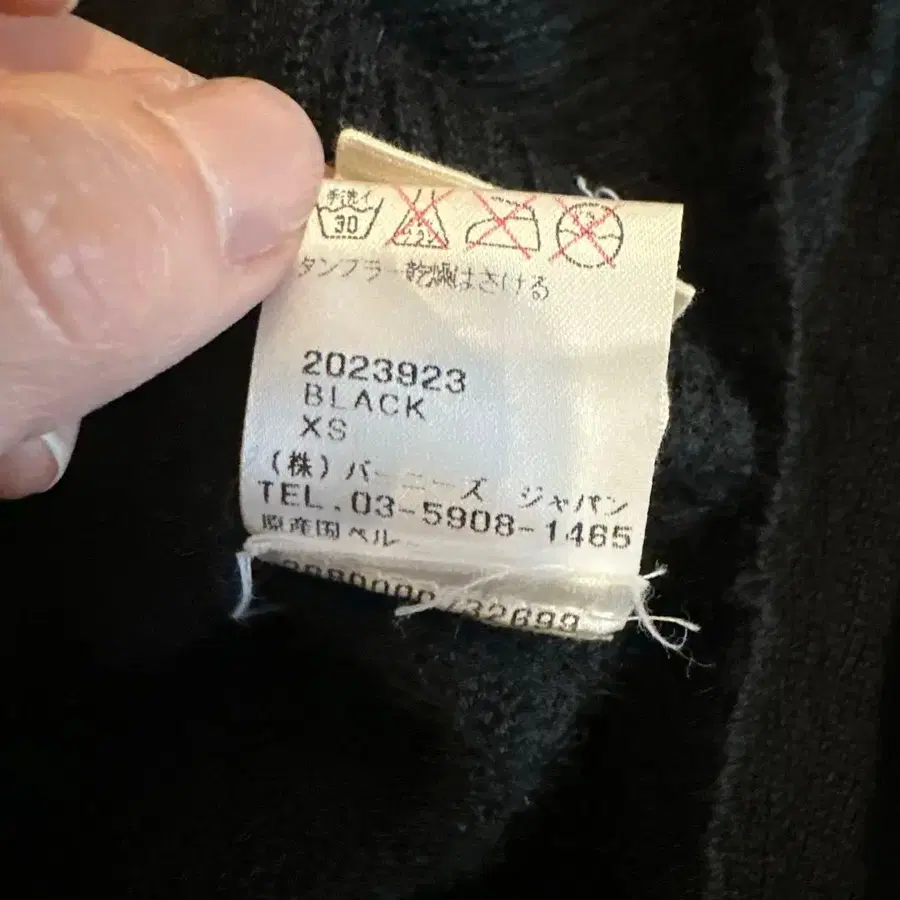 手洗イ
30
タンブラー乾燥はさける
2023923
BLACK
XS
(株)バーニーズ ジャパン
TEL.03-5908-1465
原産国ペルー
/32699